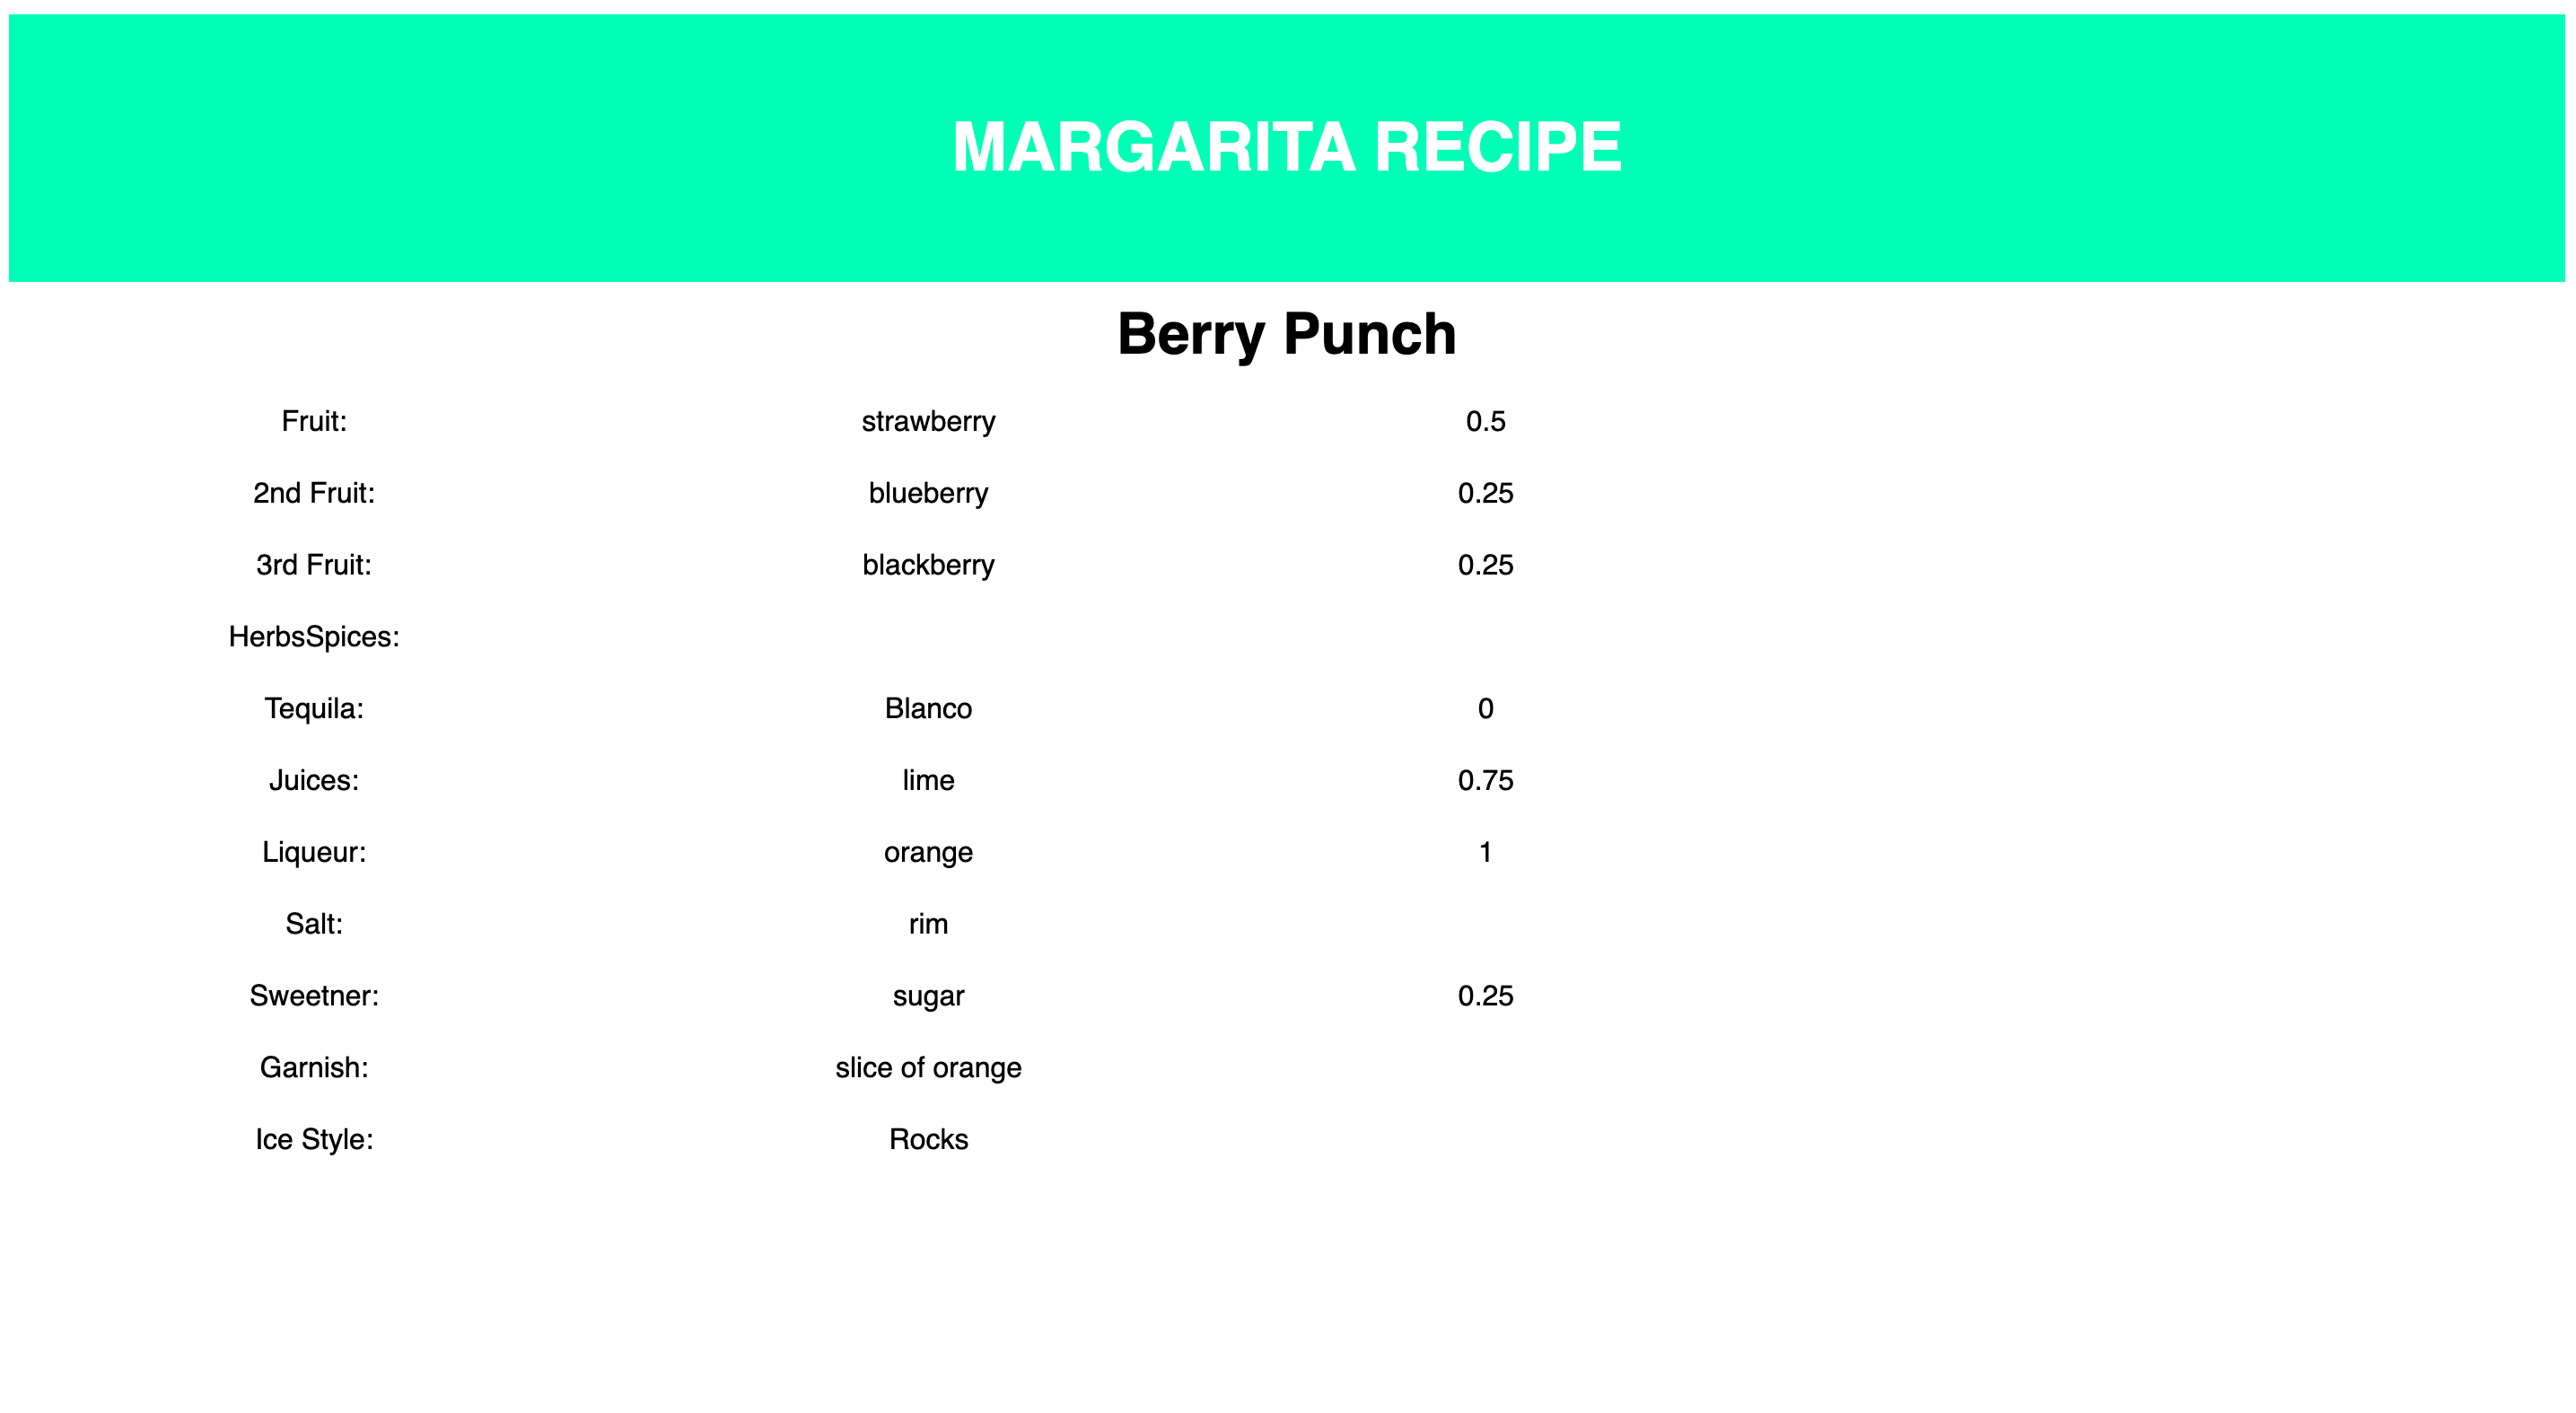 MARGARITA RECIPE
Berry Punch
Fruit: strawberry 0.5
2nd Fruit: blueberry 0.25
3rd Fruit: blackberry 0.25
HerbsSpices:
Tequila: Blanco 0
Juices: lime 0.75
Liqueur: orange 1
Salt: rim
Sweetner: sugar 0.25
Garnish: slice of orange
Ice Style: Rocks